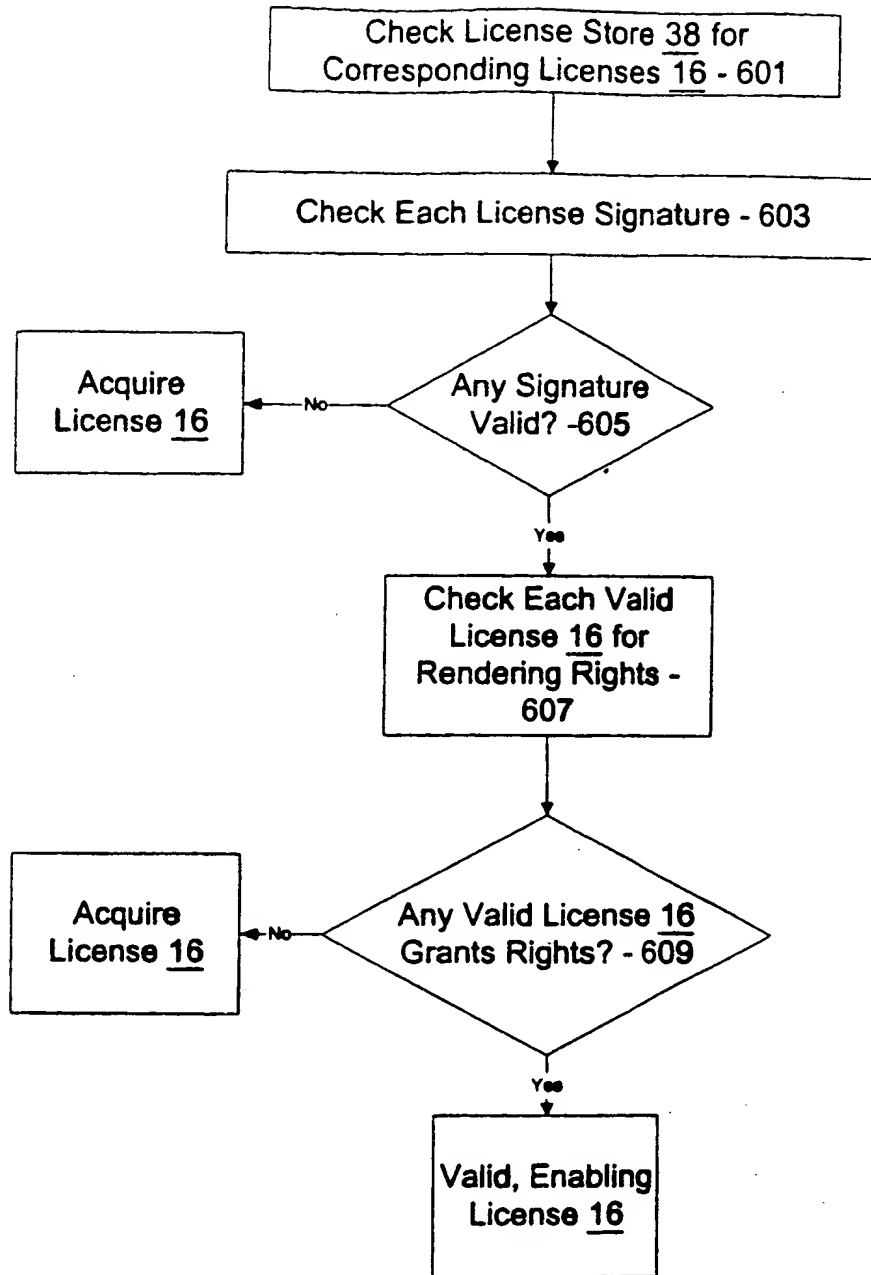 Check License Store 38 for
Corresponding Licenses 16 - 601
Check Each License Signature - 603
Any Signature
Valid? -605
No
Acquire
License 16
Yes
Check Each Valid
License 16 for
Rendering Rights -
607
Any Valid License 16
Grants Rights? - 609
No
Acquire
License 16
Yes
Valid, Enabling
License 16